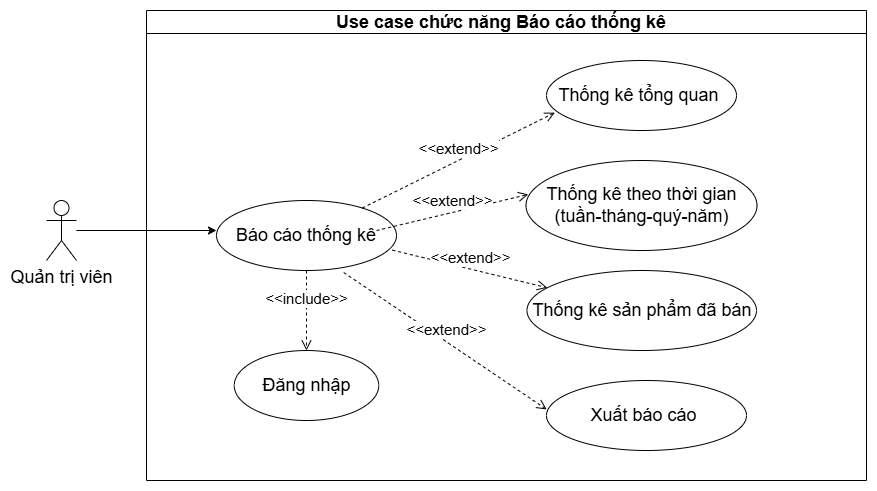 Use case chức năng Báo cáo thống kê
Thống kê tổng quan
<<extend>>
Thống kê theo thời gian
(tuần-tháng-quý-năm)
<<extend>>
Báo cáo thống kê
Quản trị viên
<<extend>>
Thống kê sản phẩm đã bán
<<include>>
<<extend>>
Đăng nhập
Xuất báo cáo